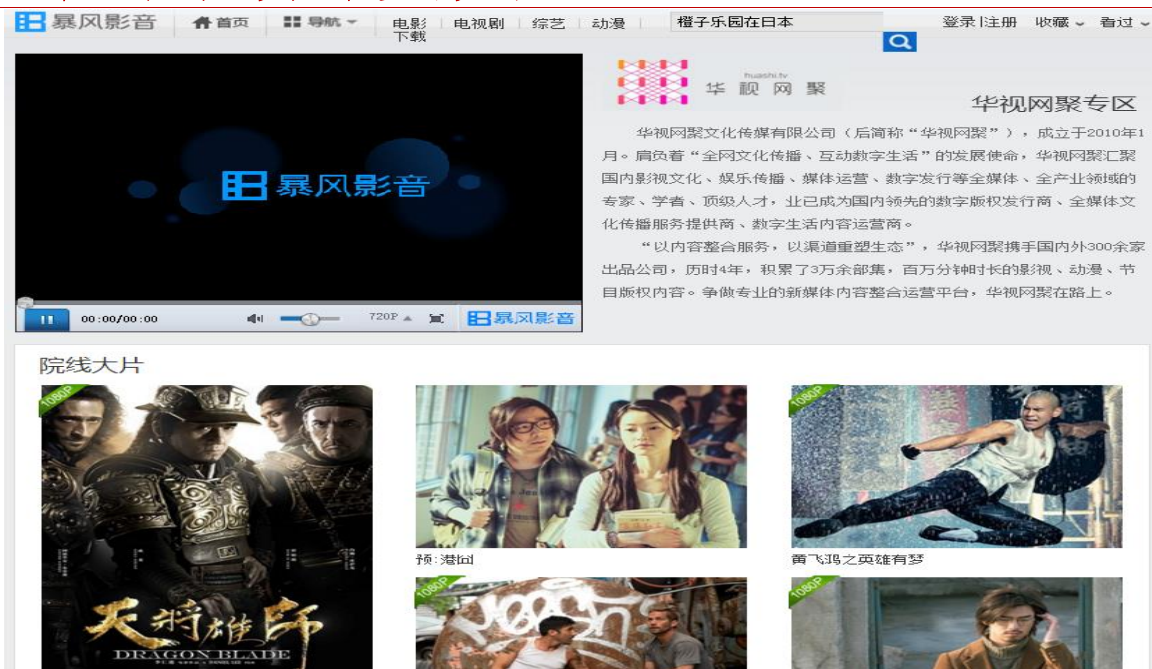 暴风影音 首页 导航 电影 电视剧 综艺 动漫 橙子乐园在日本 登录|注册 收藏 看过
下载
huashi.tv
华视网聚
华视网聚专区
华视网聚文化传媒有限公司（后简称“华视网聚”），成立于2010年1
月。肩负着“全网文化传播、互动数字生活”的发展使命，华视网聚汇聚
国内影视文化、娱乐传播、媒体运营、数字发行等全媒体、全产业领域的
专家、学者、顶级人才，业已成为国内领先的数字版权发行商、全媒体文
化传播服务提供商、数字生活内容运营商。
“以内容整合服务，以渠道重塑生态”，华视网聚携手国内外300余家
出品公司，历时4年，积累了3万余部集，百万分钟时长的影视、动漫、节
目版权内容。争做专业的新媒体内容整合运营平台，华视网聚在路上。
暴风影音
00:00/00:00 720P 暴风影音
院线大片
1080P
1080P
天将雄师
DRAGON BLADE
预:港囧
黄飞鸿之英雄有梦
1080P
1080P